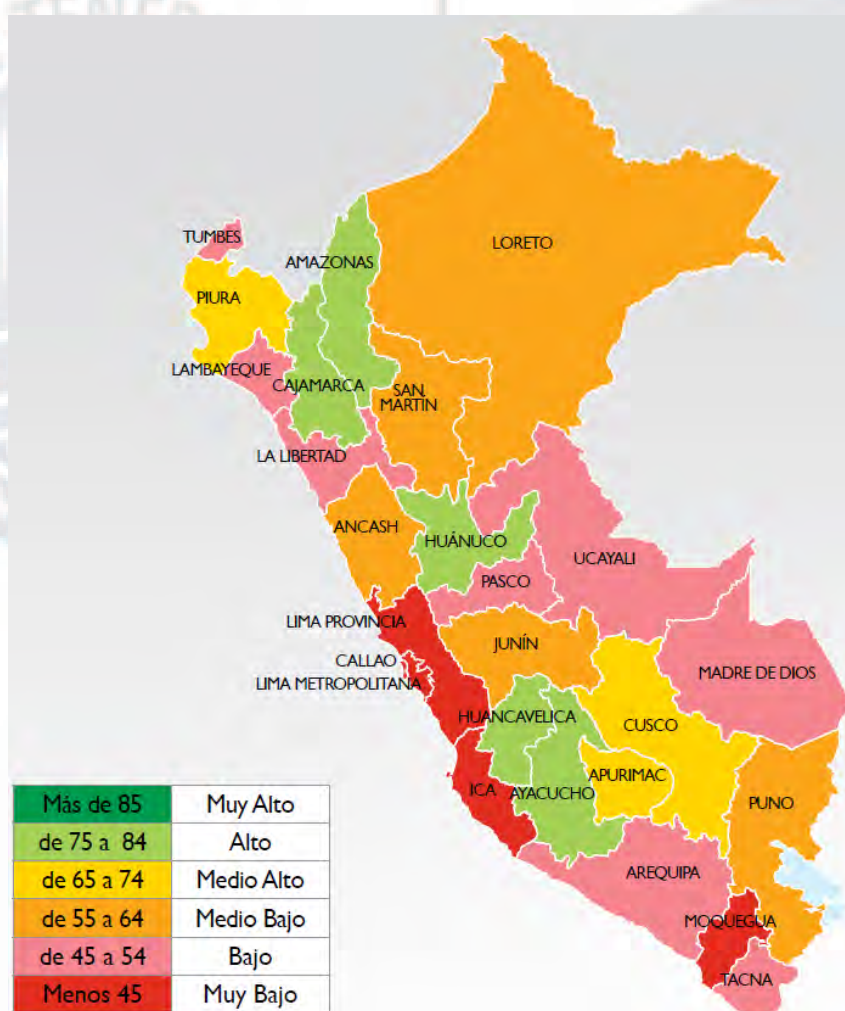 TENER
TUMBES
AMAZONAS
LORETO
PIURA
LAMBAYEQUE
CAJAMARCA
SAN
MARTIN
LA LIBERTAD
ANCASH
HUÁNUCO
UCAYALI
PASCO
LIMA PROVINCIA
JUNÍN
CALLAO
LIMA METROPOLITANA
MADRE DE DIOS
HUANCAVELICA
CUSCO
APURIMAC
ICA
AYACUCHO
PUNO
AREQUIPA
MOQUEGUA
TACNA
Más de 85 Muy Alto
de 75 a 84 Alto
de 65 a 74 Medio Alto
de 55 a 64 Medio Bajo
de 45 a 54 Bajo
Menos 45 Muy Bajo